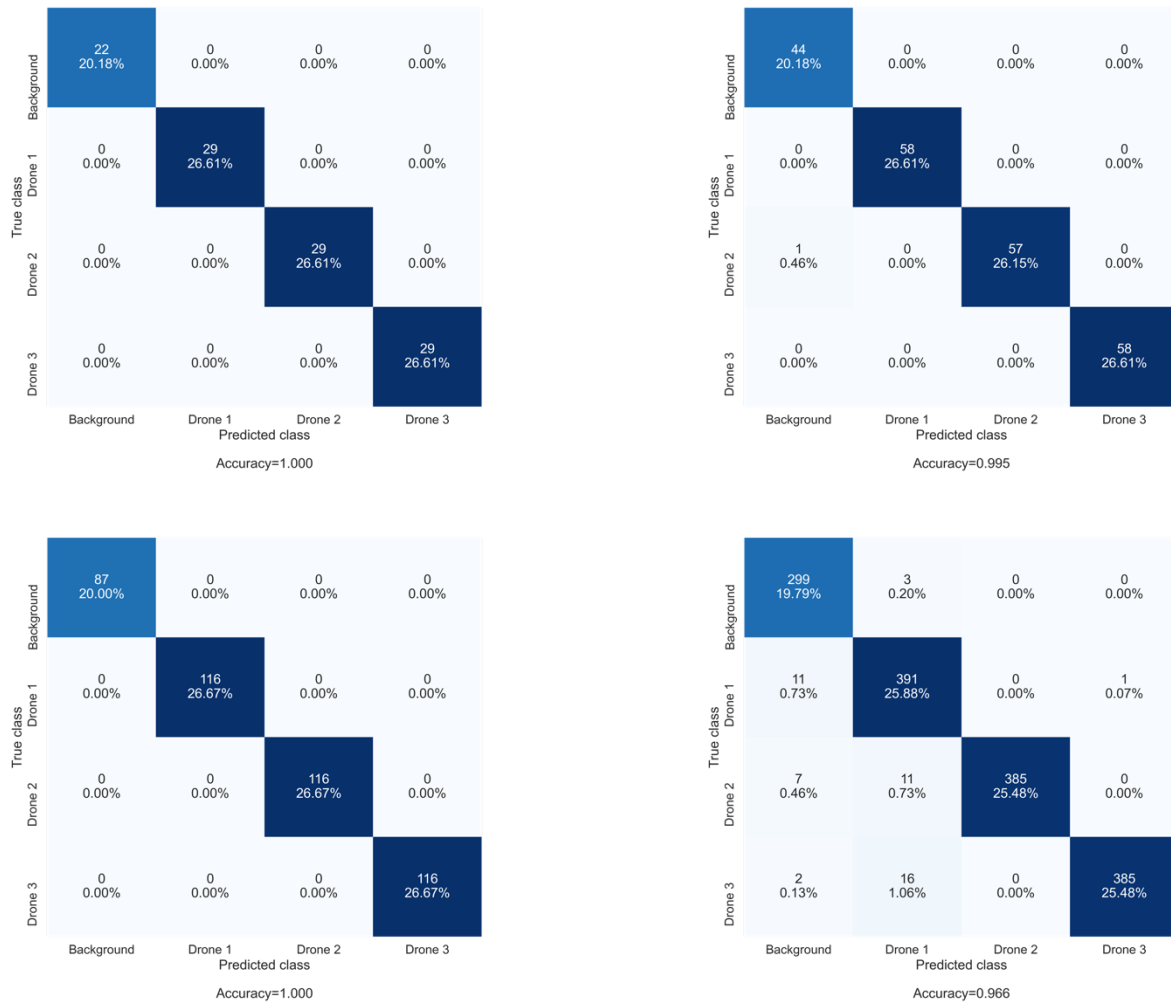 22 0 0 0
20.18% 0.00% 0.00% 0.00%
Background
0 29 0 0
0.00% 26.61% 0.00% 0.00%
Drone 1
True class
0 0 29 0
0.00% 0.00% 26.61% 0.00%
Drone 2
0 0 0 29
0.00% 0.00% 0.00% 26.61%
Drone 3
Background Drone 1 Drone 2 Drone 3
Predicted class
Accuracy=1.000
44 0 0 0
20.18% 0.00% 0.00% 0.00%
Background
0 58 0 0
0.00% 26.61% 0.00% 0.00%
Drone 1
True class
1 0 57 0
0.46% 0.00% 26.15% 0.00%
Drone 2
0 0 0 58
0.00% 0.00% 0.00% 26.61%
Drone 3
Background Drone 1 Drone 2 Drone 3
Predicted class
Accuracy=0.995
87 0 0 0
20.00% 0.00% 0.00% 0.00%
Background
0 116 0 0
0.00% 26.67% 0.00% 0.00%
Drone 1
True class
0 0 116 0
0.00% 0.00% 26.67% 0.00%
Drone 2
0 0 0 116
0.00% 0.00% 0.00% 26.67%
Drone 3
Background Drone 1 Drone 2 Drone 3
Predicted class
Accuracy=1.000
299 3 0 0
19.79% 0.20% 0.00% 0.00%
Background
11 391 0 1
0.73% 25.88% 0.00% 0.07%
Drone 1
True class
7 11 385 0
0.46% 0.73% 25.48% 0.00%
Drone 2
2 16 0 385
0.13% 1.06% 0.00% 25.48%
Drone 3
Background Drone 1 Drone 2 Drone 3
Predicted class
Accuracy=0.966